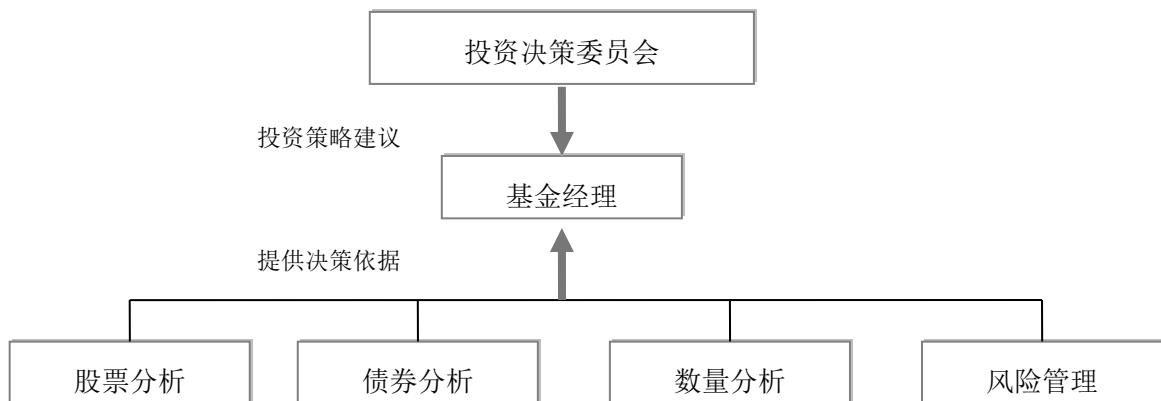 投资决策委员会
投资策略建议
基金经理
提供决策依据
股票分析
债券分析
数量分析
风险管理